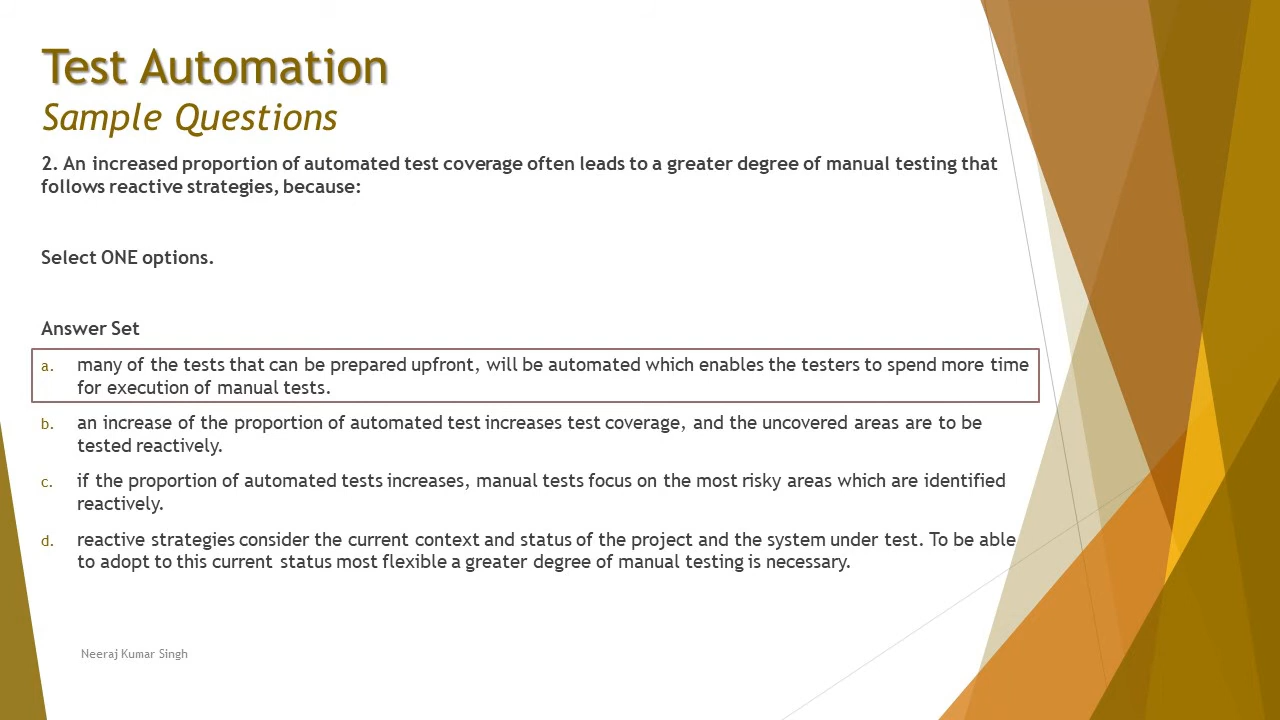 Test Automation
Sample Questions
2. An increased proportion of automated test coverage often leads to a greater degree of manual testing that
follows reactive strategies, because:
Select ONE options.
Answer Set
a. many of the tests that can be prepared upfront, will be automated which enables the testers to spend more time
for execution of manual tests.
b. an increase of the proportion of automated test increases test coverage, and the uncovered areas are to be
tested reactively.
c. if the proportion of automated tests increases, manual tests focus on the most risky areas which are identified
reactively.
d. reactive strategies consider the current context and status of the project and the system under test. To be able
to adopt to this current status most flexible a greater degree of manual testing is necessary.
Neeraj Kumar Singh